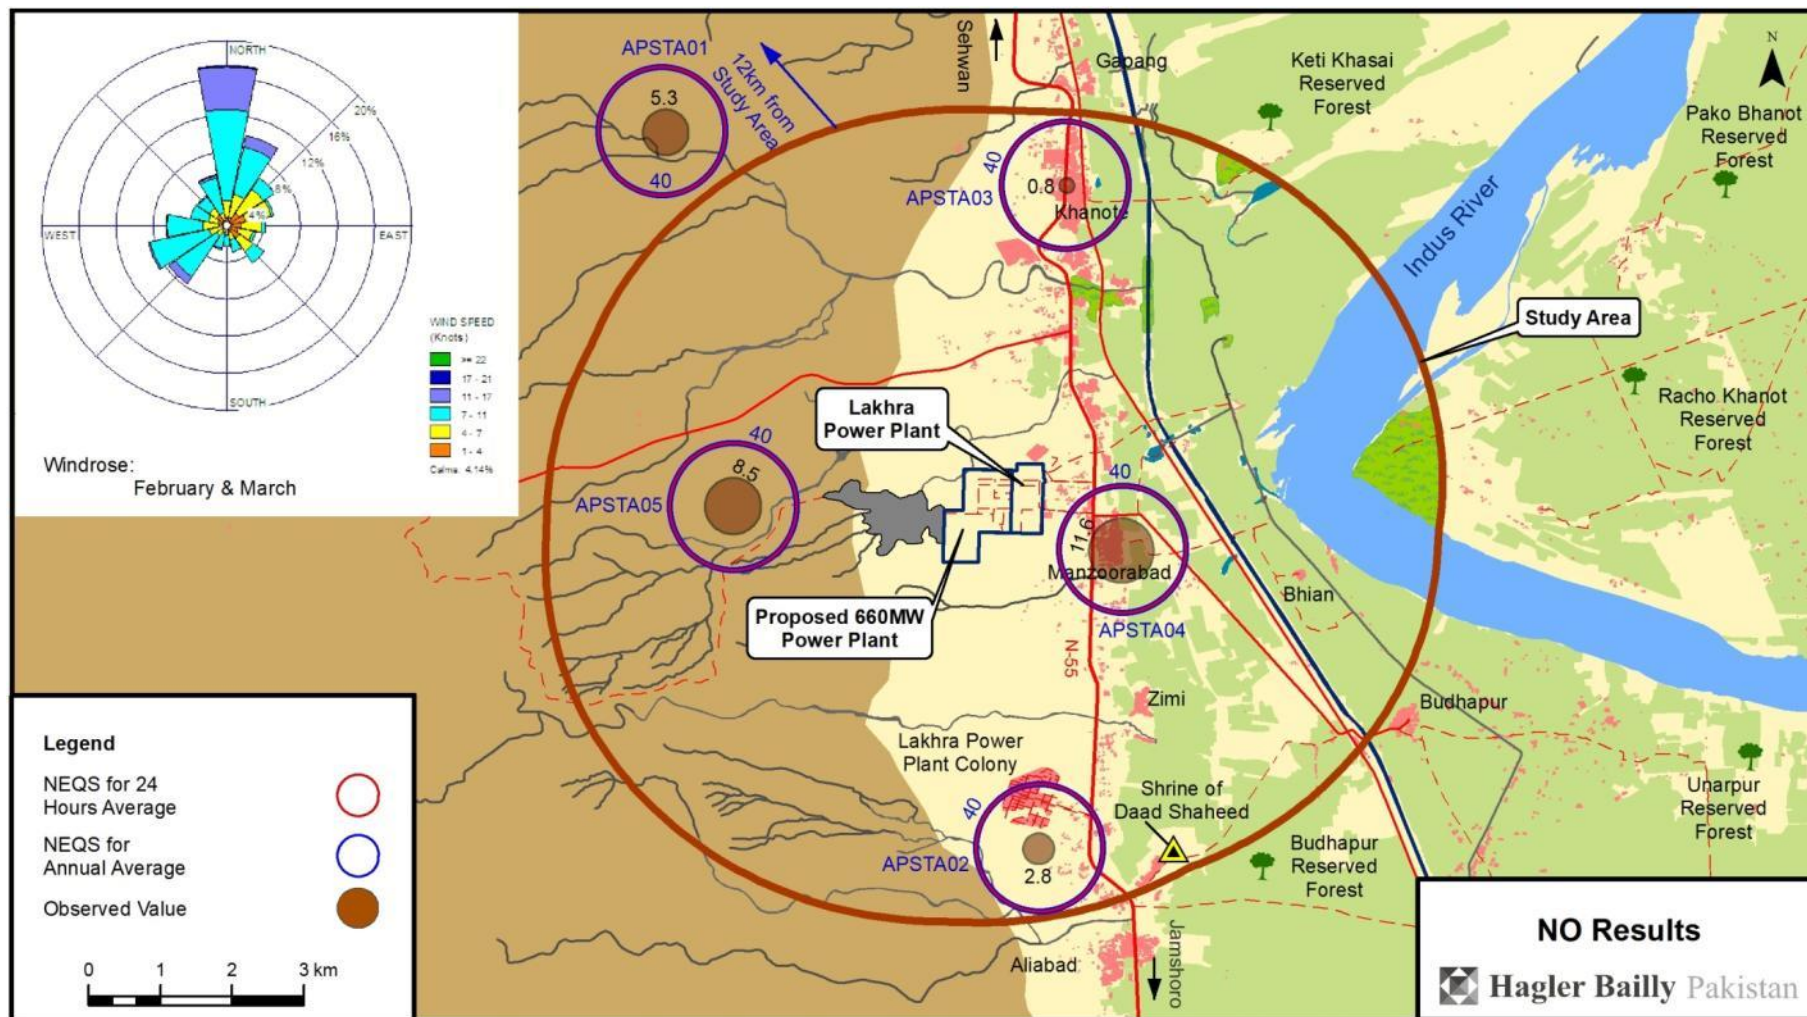 NORTH
20%
16%
12%
8%
4%
WEST
EAST
SOUTH
WIND SPEED
(Knots)
>= 22
17 - 21
11 - 17
7 - 11
4 - 7
1 - 4
Calms: 4.14%
Windrose:
February & March
APSTA01
5.3
40
12km from
Study Area
Sehwan
Gabang
Keti Khasai
Reserved
Forest
N
Pako Bhanot
Reserved
Forest
40
APSTA03
0.8
Khanote
Indus River
Study Area
Racho Khanot
Reserved
Forest
Lakhra
Power Plant
40
8.5
APSTA05
40
11.6
Manzoorabad
APSTA04
Bhian
Proposed 660MW
Power Plant
N-55
Zimi
Budhapur
Lakhra Power
Plant Colony
40
APSTA02
2.8
Shrine of
Daad Shaheed
Budhapur
Reserved
Forest
Unarpur
Reserved
Forest
Aliabad
Jamshoro
Legend
NEQS for 24
Hours Average
NEQS for
Annual Average
Observed Value
0 1 2 3 km
NO Results
Hagler Bailly Pakistan